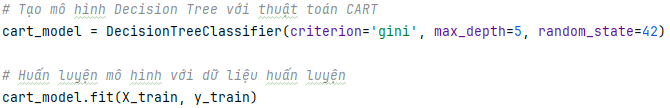 # Tạo mô hình Decision Tree với thuật toán CART
cart_model = DecisionTreeClassifier(criterion='gini', max_depth=5, random_state=42)
# Huấn luyện mô hình với dữ liệu huấn luyện
cart_model.fit(X_train, y_train)